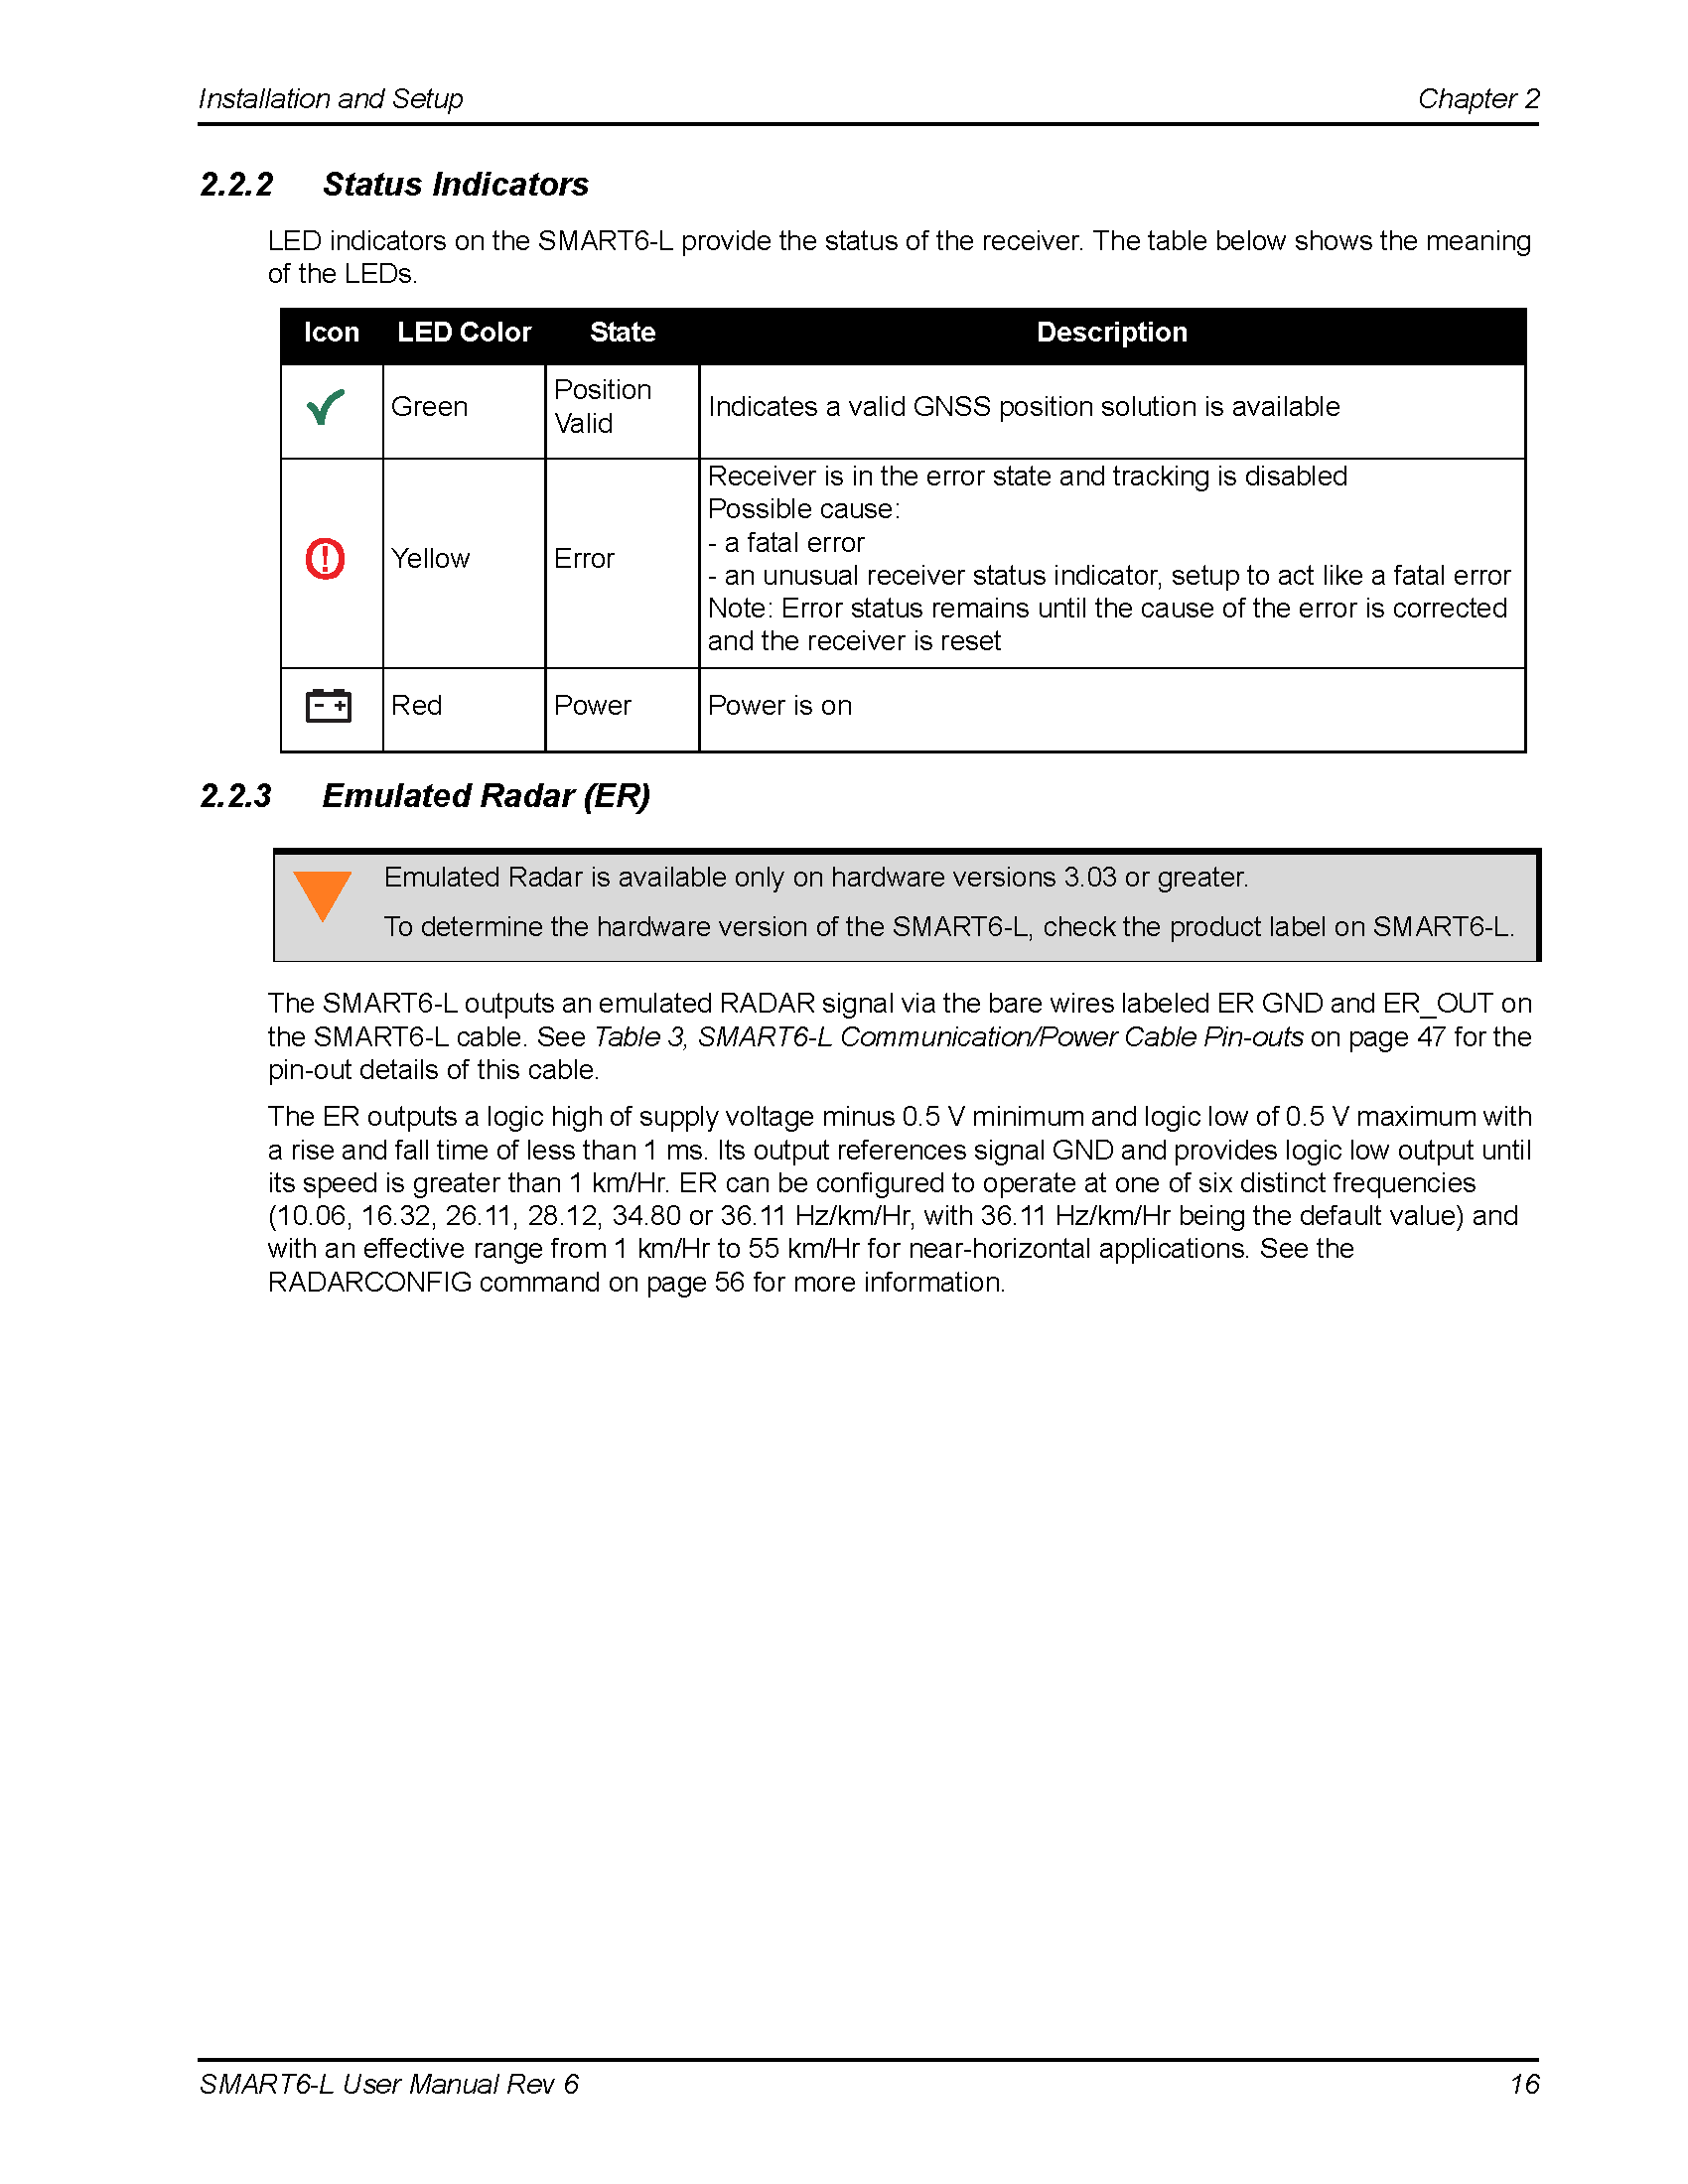 Installation and Setup Chapter 2
2.2.2 Status Indicators
LED indicators on the SMART6-L provide the status of the receiver. The table below shows the meaning
of the LEDs.
Icon LED Color State Description
Green Position Valid Indicates a valid GNSS position solution is available
Yellow Error Receiver is in the error state and tracking is disabled
Possible cause:
- a fatal error
- an unusual receiver status indicator, setup to act like a fatal error
Note: Error status remains until the cause of the error is corrected
and the receiver is reset
Red Power Power is on
2.2.3 Emulated Radar (ER)
Emulated Radar is available only on hardware versions 3.03 or greater.
To determine the hardware version of the SMART6-L, check the product label on SMART6-L.
The SMART6-L outputs an emulated RADAR signal via the bare wires labeled ER GND and ER_OUT on
the SMART6-L cable. See Table 3, SMART6-L Communication/Power Cable Pin-outs on page 47 for the
pin-out details of this cable.
The ER outputs a logic high of supply voltage minus 0.5 V minimum and logic low of 0.5 V maximum with
a rise and fall time of less than 1 ms. Its output references signal GND and provides logic low output until
its speed is greater than 1 km/Hr. ER can be configured to operate at one of six distinct frequencies
(10.06, 16.32, 26.11, 28.12, 34.80 or 36.11 Hz/km/Hr, with 36.11 Hz/km/Hr being the default value) and
with an effective range from 1 km/Hr to 55 km/Hr for near-horizontal applications. See the
RADARCONFIG command on page 56 for more information.
SMART6-L User Manual Rev 6 16